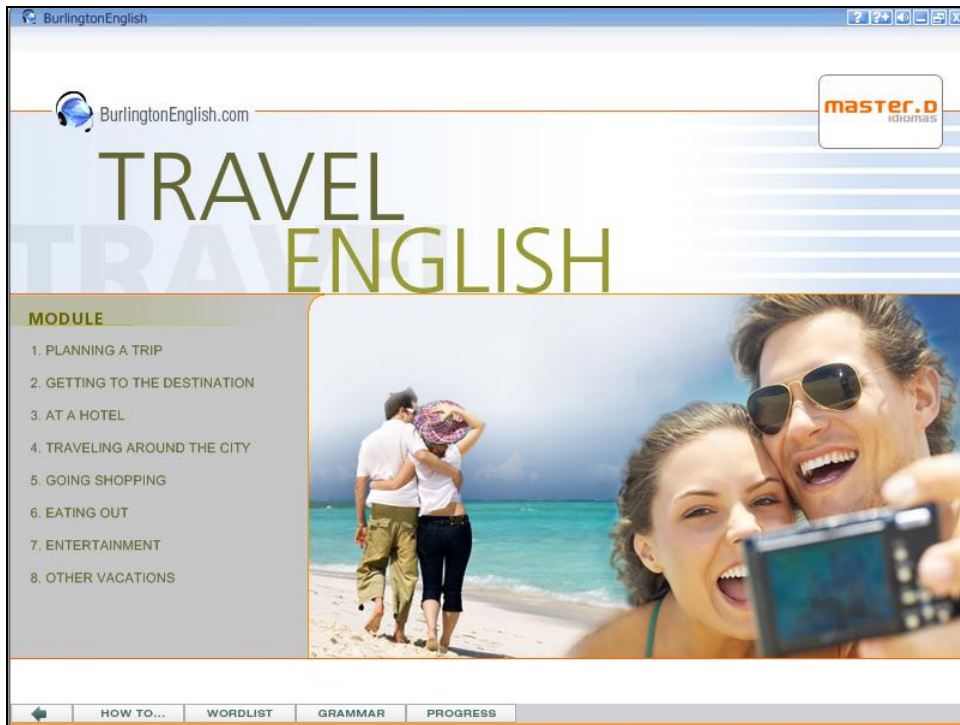 BurlingtonEnglish
? ?+
BurlingtonEnglish.com
master.D
idiomas
TRAVEL
TRAVEL
ENGLISH
MODULE
1. PLANNING A TRIP
2. GETTING TO THE DESTINATION
3. AT A HOTEL
4. TRAVELING AROUND THE CITY
5. GOING SHOPPING
6. EATING OUT
7. ENTERTAINMENT
8. OTHER VACATIONS
HOW TO... WORDLIST GRAMMAR PROGRESS